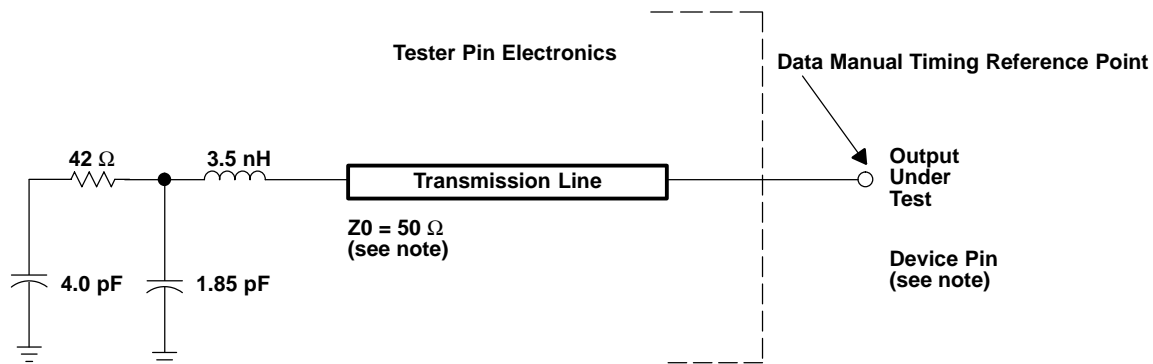 Tester Pin Electronics
Data Manual Timing Reference Point
42 Ω
3.5 nH
Transmission Line
Output
Under
Test
Z0 = 50 Ω
(see note)
Device Pin
(see note)
4.0 pF
1.85 pF